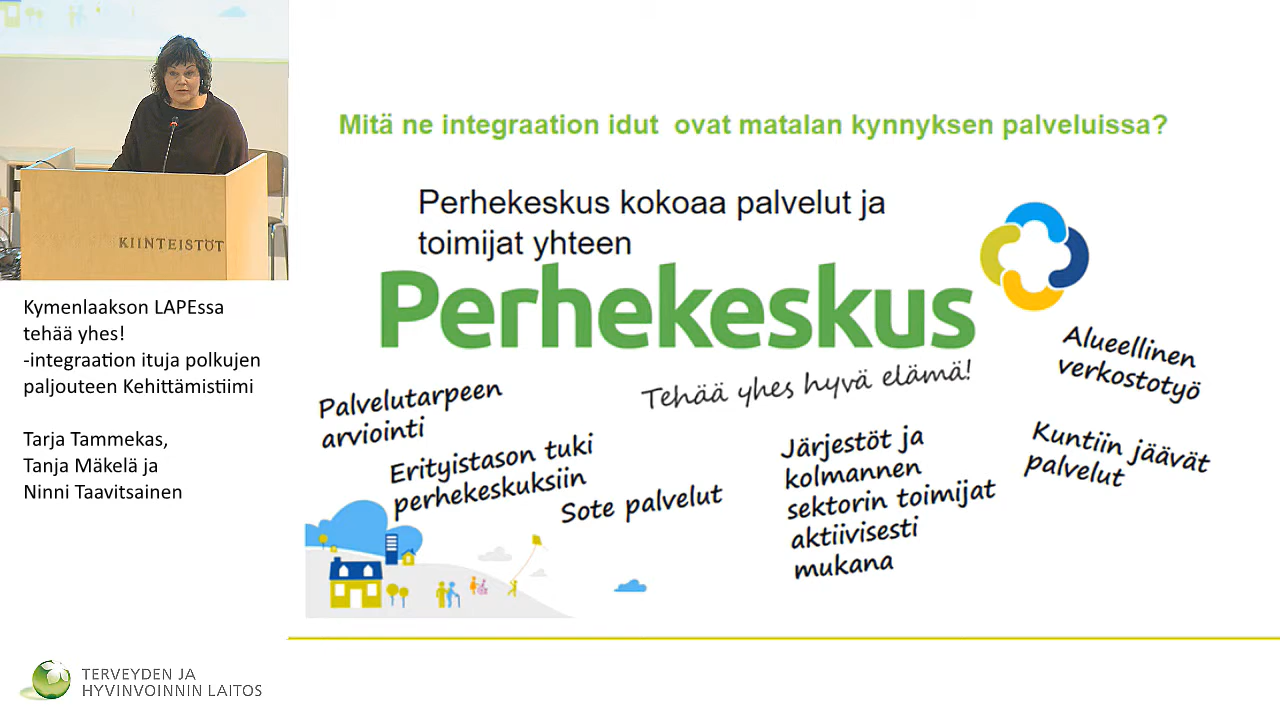 KIINTEISTÖT
Kymenlaakson LAPEssa
tehää yhes!
-integraation ituja polkujen
paljouteen Kehittämistiimi
Tarja Tammekas,
Tanja Mäkelä ja
Ninni Taavitsainen
TERVEYDEN JA
HYVINVOINNIN LAITOS
Mitä ne integraation idut ovat matalan kynnyksen palveluissa?
Perhekeskus kokoaa palvelut ja
toimijat yhteen
Perhekeskus
Tehää yhes hyvä elämä!
Palvelutarpeen
arviointi
Erityistason tuki
perhekeskuksiin
Sote palvelut
Järjestöt ja
kolmannen
sektorin toimijat
aktiivisesti
mukana
Alueellinen
verkostotyö
Kuntiin jäävät
palvelut